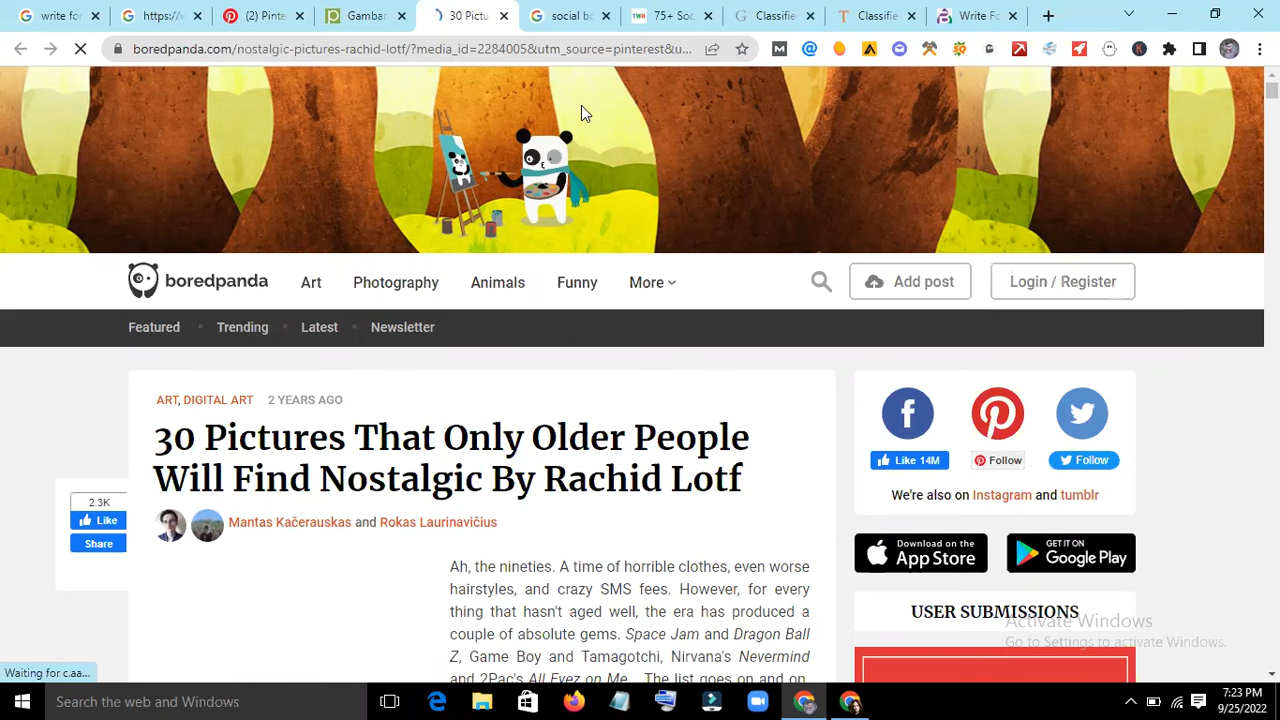 write for
https://w
(2) Pinte
Gambar
30 Pictu
social bo
75+ Soc
Classifie
Classifie
Write Fo
boredpanda.com/nostalgic-pictures-rachid-lotf/?media_id=2284005&utm_source=pinterest&u...
boredpanda
Art
Photography
Animals
Funny
More
Add post
Login / Register
Featured • Trending • Latest • Newsletter
ART, DIGITAL ART 2 YEARS AGO
30 Pictures That Only Older People
Will Find Nostalgic By Rachid Lotf
Mantas Kačerauskas and Rokas Laurinavičius
2.3K
Like
Share
Ah, the nineties. A time of horrible clothes, even worse
hairstyles, and crazy SMS fees. However, for every
thing that hasn't aged well, the era has produced a
couple of absolute gems. Space Jam and Dragon Ball
Z, Game Boy and Tamagotchi, Nirvana's Nevermind
and 2Pac's All Eyez on Me. The list goes on and on.
Like 14M
Follow
Follow
We're also on Instagram and tumblr
Download on the
App Store
GET IT ON
Google Play
USER SUBMISSIONS
Activate Windows
Go to Settings to activate Windows.
Waiting for c.aa...
Search the web and Windows
7:23 PM
9/25/2022